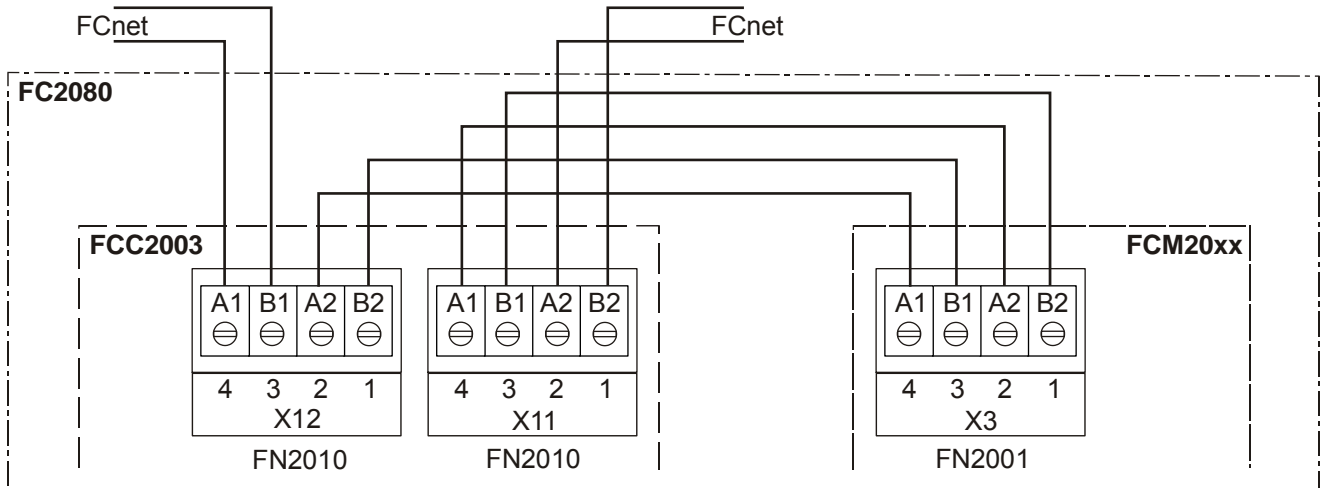 FCnet FCnet
FC2080
FCC2003 FCM20xx
A1 B1 A2 B2 A1 B1 A2 B2 A1 B1 A2 B2
4 3 2 1 4 3 2 1 4 3 2 1
X12 X11 X3
FN2010 FN2010 FN2001